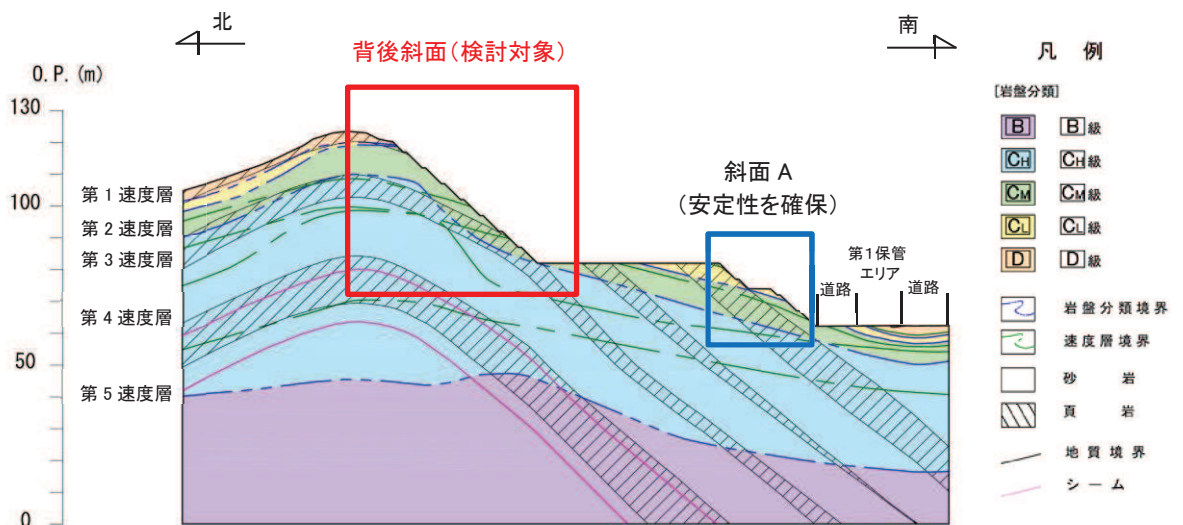 北
南
背後斜面（検討対象）
O.P.(m)
130
100
50
0
第1速度層
第2速度層
第3速度層
第4速度層
第5速度層
斜面 A
（安定性を確保）
道路
第1保管
エリア
道路
凡 例
[岩盤分類]
B B級
CH CH級
CM CM級
CL CL級
D D級
岩盤分類境界
速度層境界
砂 岩
頁 岩
地質境界
シーム